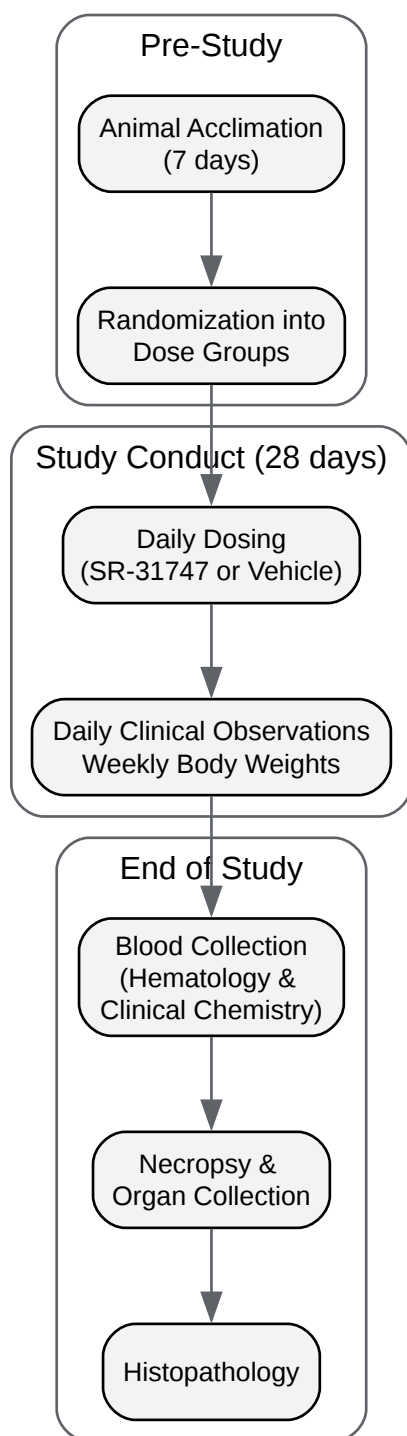 Pre-Study
Animal Acclimation
(7 days)
Randomization into
Dose Groups
Study Conduct (28 days)
Daily Dosing
(SR-31747 or Vehicle)
Daily Clinical Observations
Weekly Body Weights
End of Study
Blood Collection
(Hematology &
Clinical Chemistry)
Necropsy &
Organ Collection
Histopathology